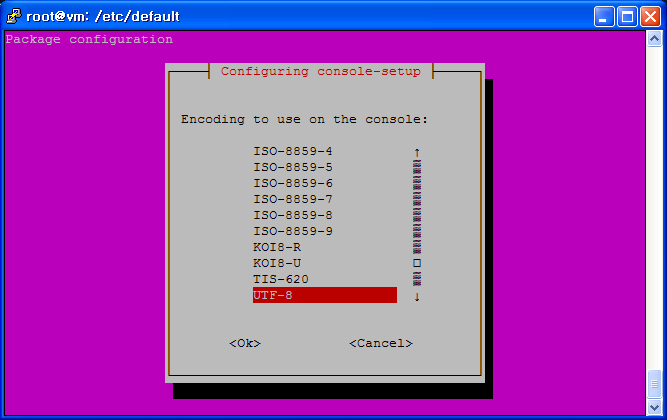 root@vm: /etc/default
Package configuration
Configuring console-setup
Encoding to use on the console:
ISO-8859-4
ISO-8859-5
ISO-8859-6
ISO-8859-7
ISO-8859-8
ISO-8859-9
KOI8-R
KOI8-U
TIS-620
UTF-8
<Ok> <Cancel>